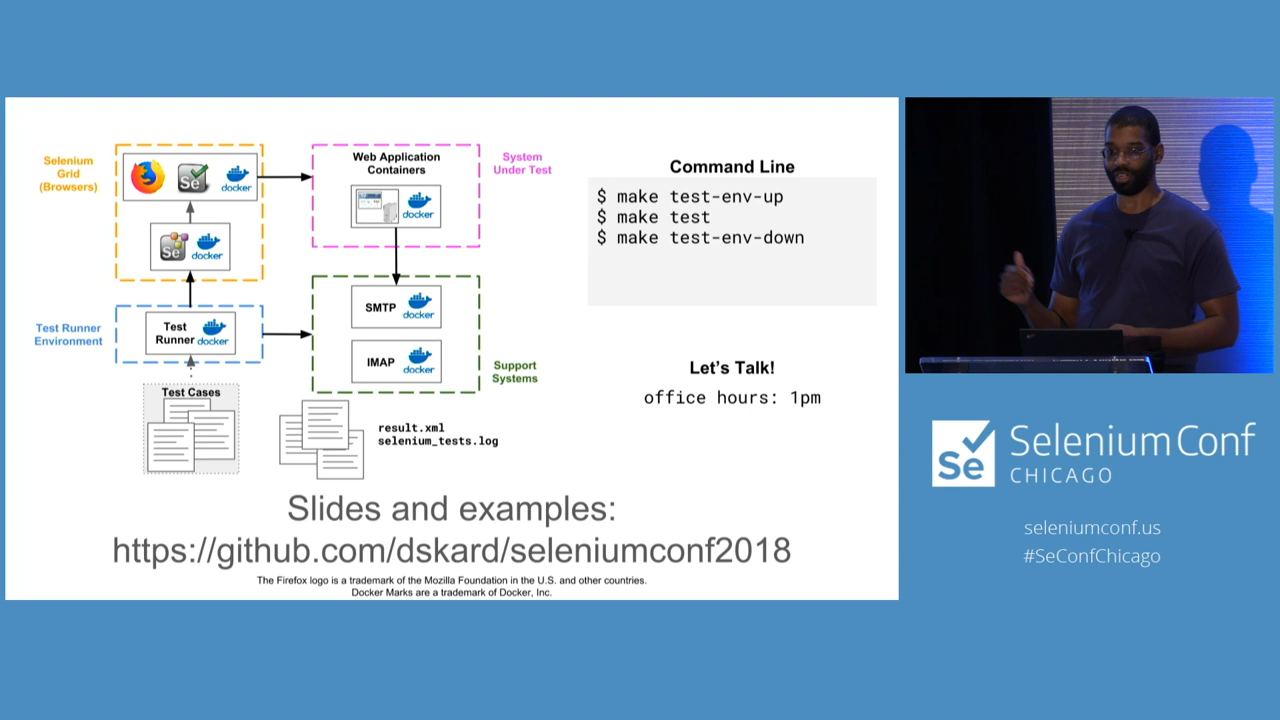 Selenium
Grid
(Browsers)
Se
docker
Se
docker
Web Application
Containers
docker
System
Under Test
Test Runner
Environment
Test
Runner
docker
SMTP
docker
IMAP
docker
Support
Systems
Test Cases
result.xml
selenium_tests.log
Command Line
$ make test-env-up
$ make test
$ make test-env-down
Let's Talk!
office hours: 1pm
Slides and examples:
https://github.com/dskard/seleniumconf2018
The Firefox logo is a trademark of the Mozilla Foundation in the U.S. and other countries.
Docker Marks are a trademark of Docker, Inc.
Se
SeleniumConf
CHICAGO
seleniumconf.us
#SeConfChicago